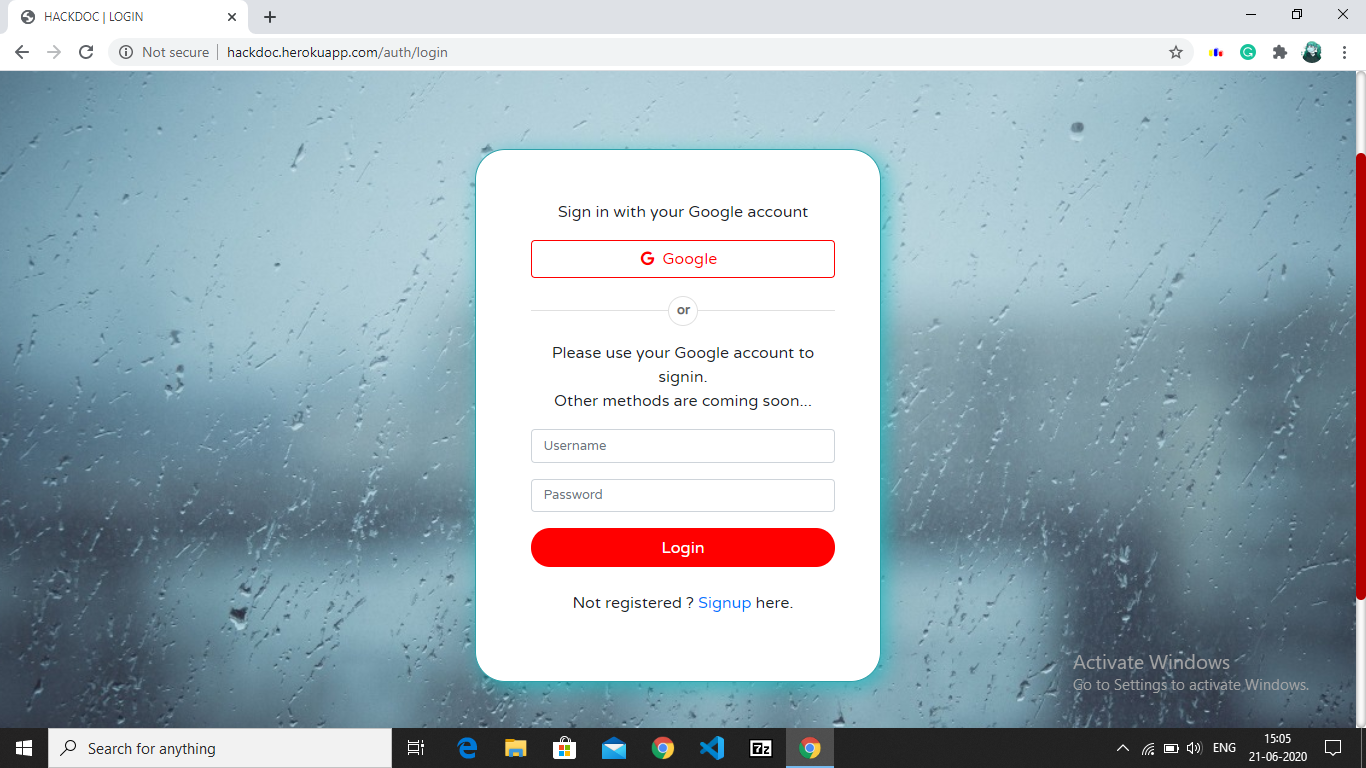 HACKDOC | LOGIN
Not secure | hackdoc.herokuapp.com/auth/login
Sign in with your Google account
G Google
or
Please use your Google account to
signin.
Other methods are coming soon...
Username
Password
Login
Not registered ? Signup here.
Activate Windows
Go to Settings to activate Windows.
Search for anything
7z
ENG
15:05
21-06-2020